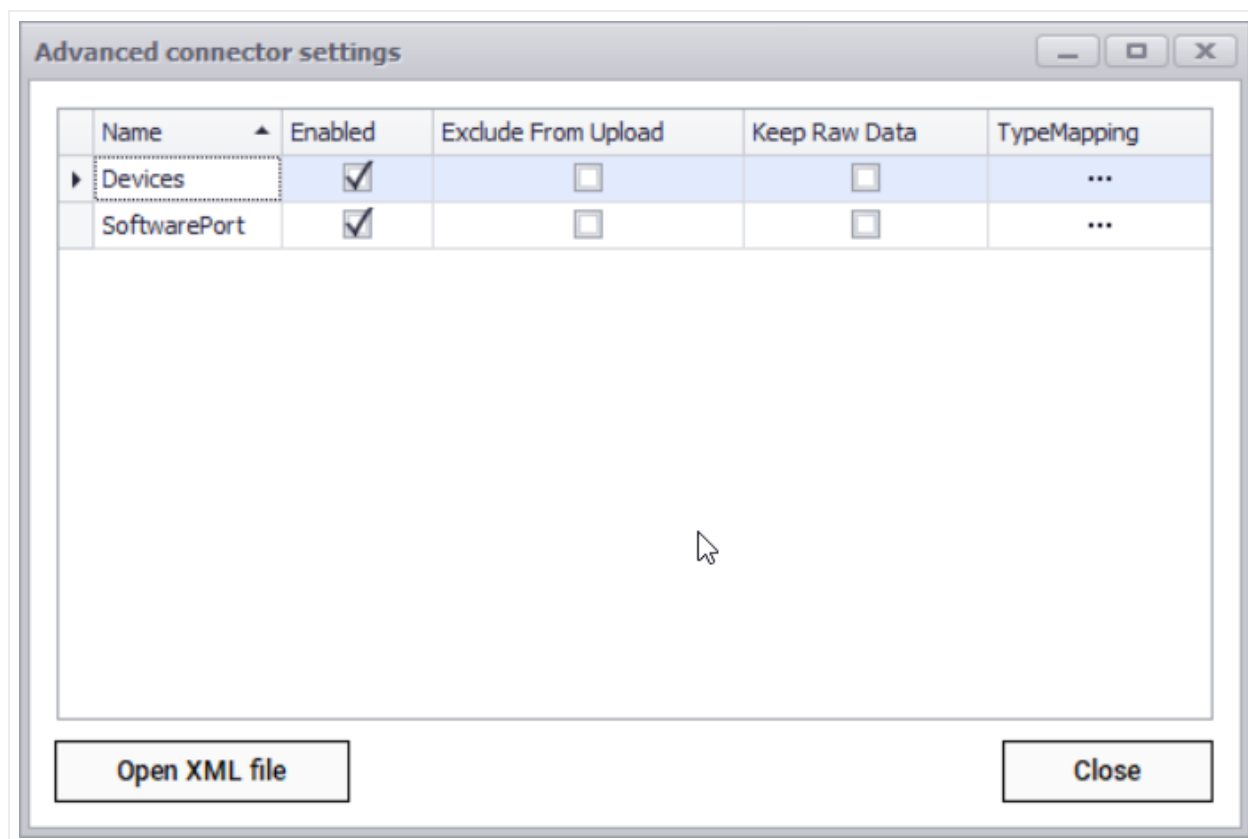 Advanced connector settings
Name Enabled Exclude From Upload Keep Raw Data TypeMapping
Devices ...
SoftwarePort ...
Open XML file Close